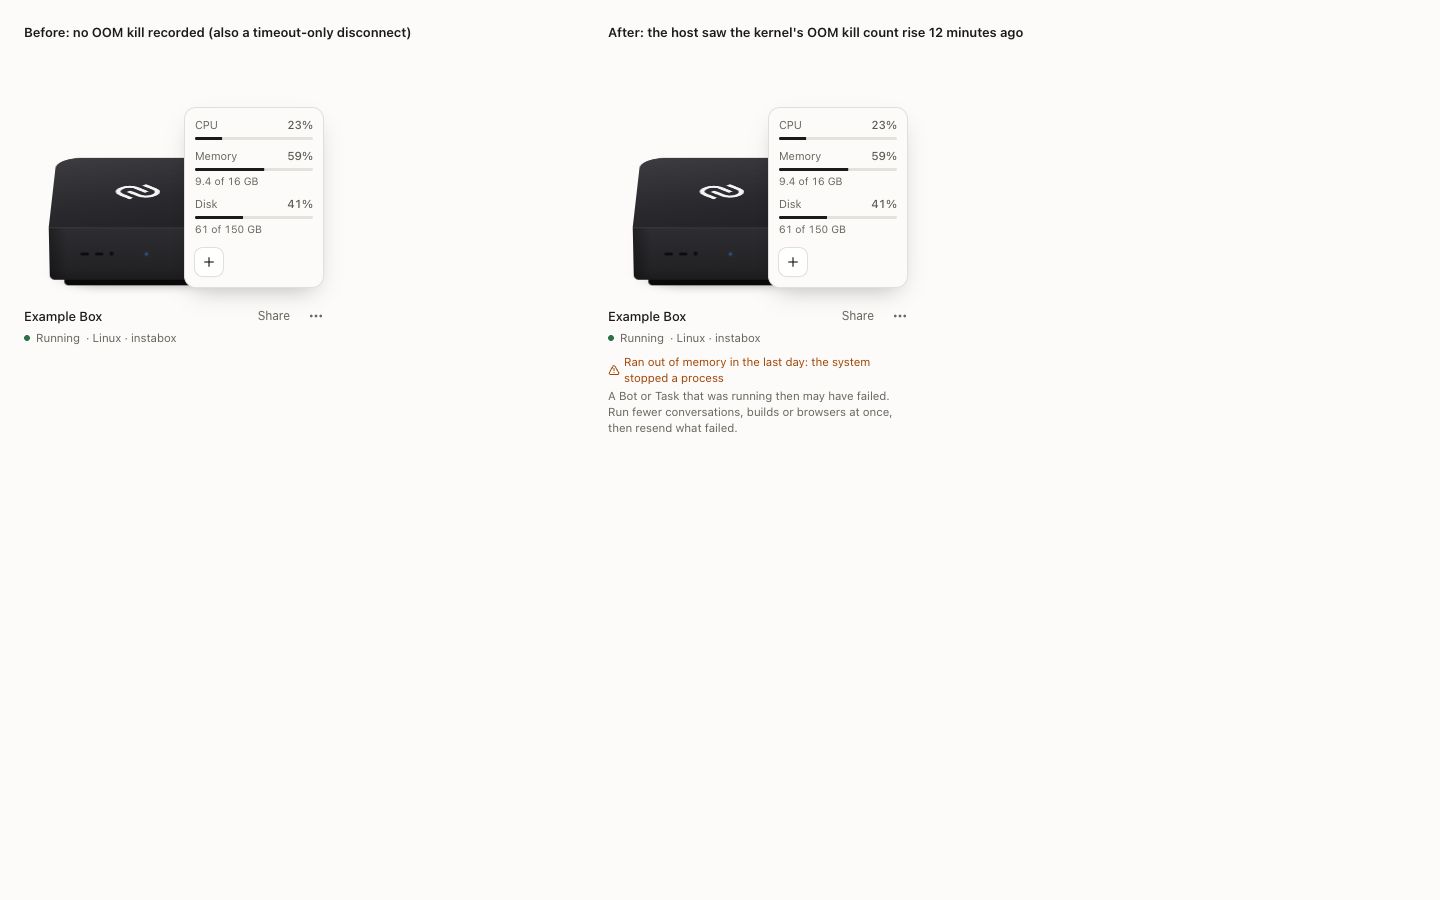 Before: no OOM kill recorded (also a timeout-only disconnect)
CPU 23%
Memory 59%
9.4 of 16 GB
Disk 41%
61 of 150 GB
+
Example Box Share ···
Running · Linux · instabox
After: the host saw the kernel's OOM kill count rise 12 minutes ago
CPU 23%
Memory 59%
9.4 of 16 GB
Disk 41%
61 of 150 GB
+
Example Box Share ···
Running · Linux · instabox
Ran out of memory in the last day: the system
stopped a process
A Bot or Task that was running then may have failed.
Run fewer conversations, builds or browsers at once,
then resend what failed.